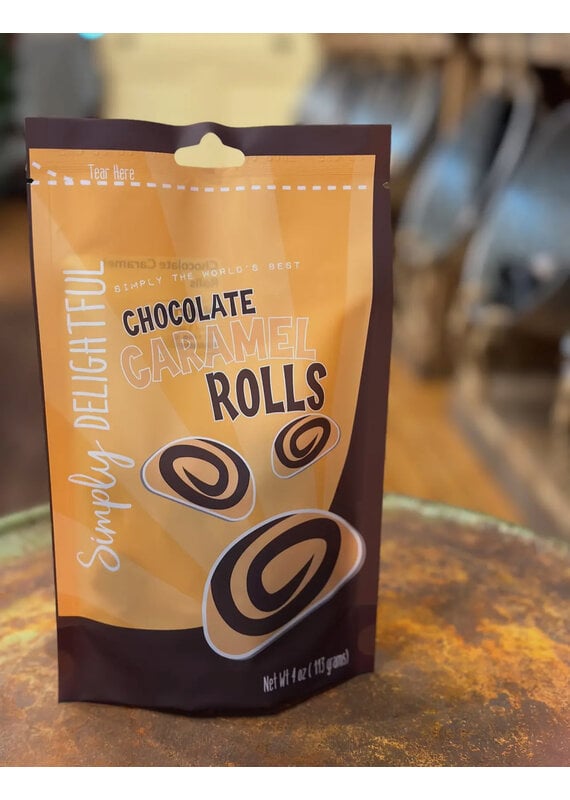 Tear Here
Simply DELIGHTFUL
Chocolate Carame
Rolls
SIMPLY THE WORLD'S BEST
CHOCOLATE
CARAMEL
ROLLS
Net Wt 4 oz ( 113 grams)